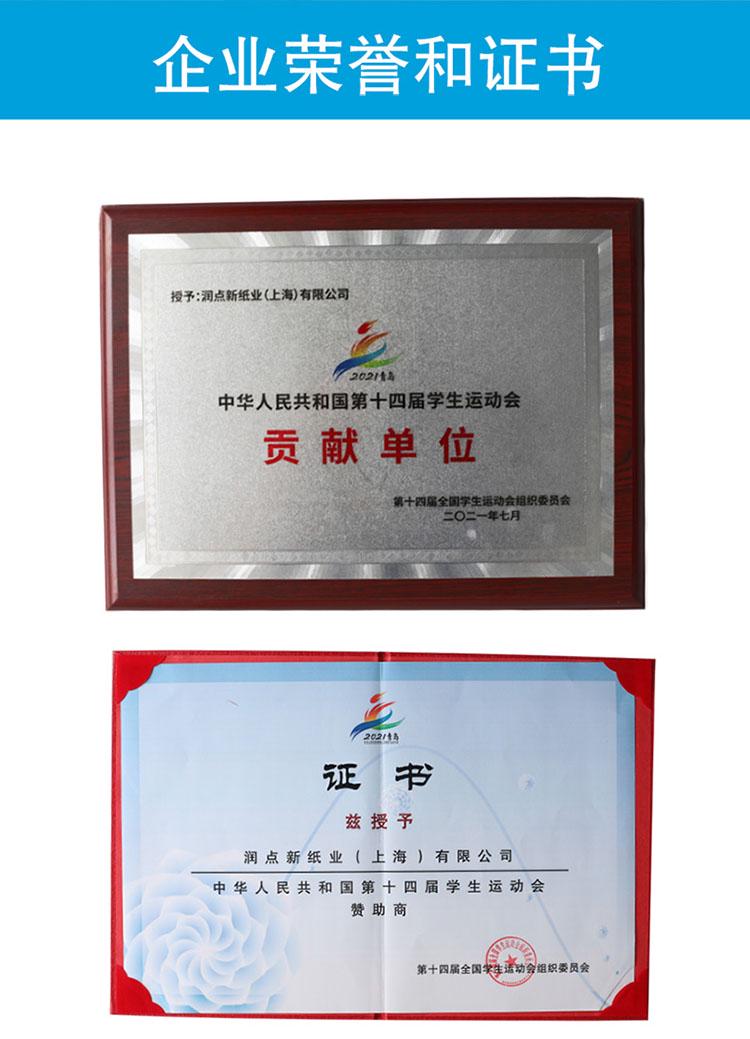 企业荣誉和证书
授予:润点新纸业(上海)有限公司
2021青岛
中华人民共和国第十四届学生运动会
贡献单位
第十四届全国学生运动会组织委员会
二〇二一年七月
2021青岛
证书
兹授予
润点新纸业(上海)有限公司
中华人民共和国第十四届学生运动会
赞助商
第十四届全国学生运动会组织委员会